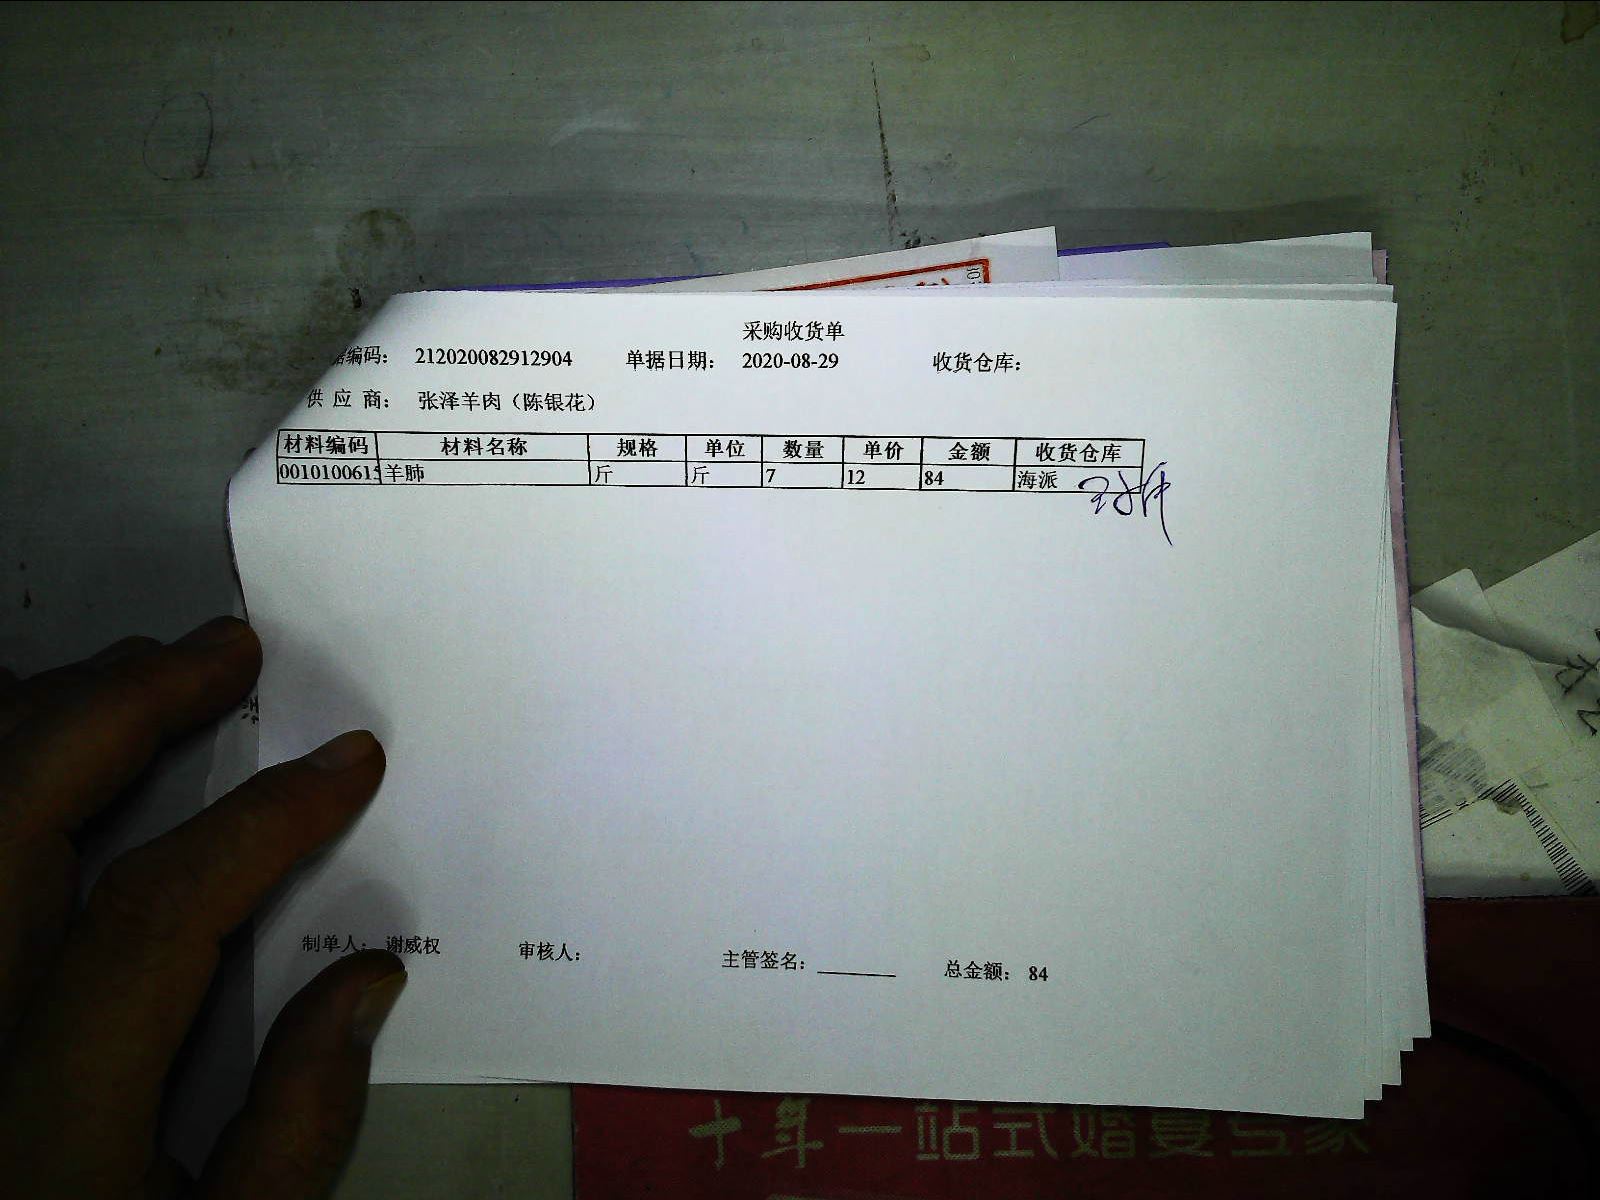 采购收货单
据编码： 212020082912904 单据日期： 2020-08-29 收货仓库：
供 应 商： 张泽羊肉（陈银花）
材料编码 材料名称 规格 单位 数量 单价 金额 收货仓库
0010100615 羊肺 斤 斤 7 12 84 海派
制单人： 谢威权 审核人： 主管签名： 总金额： 84
十年一站式婚宴专家